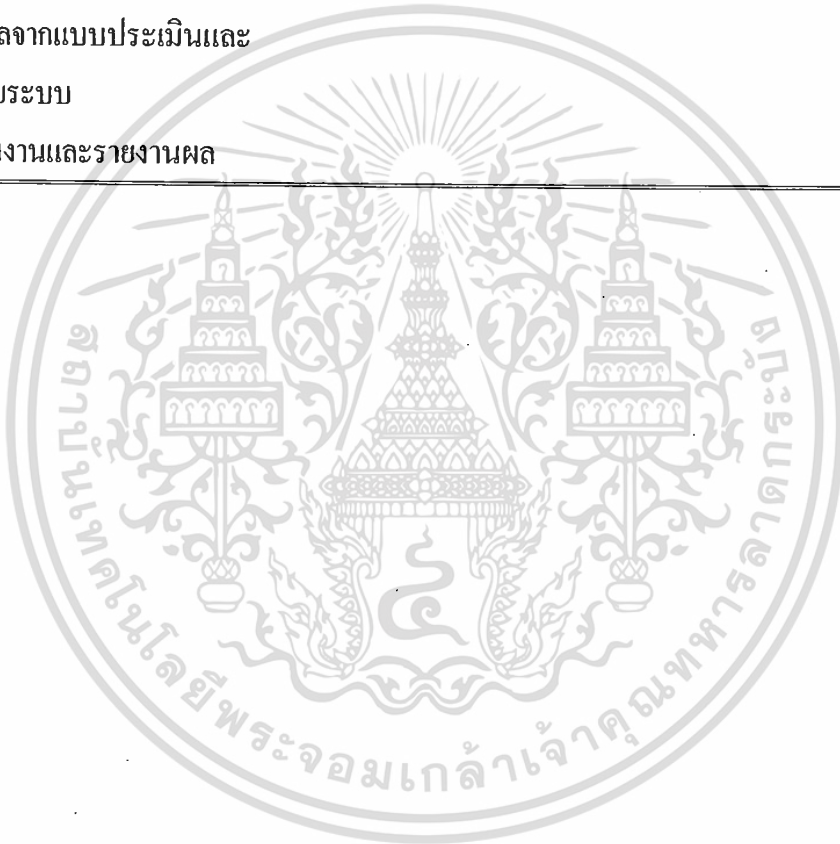 ลจากแบบประเมินและ
ระบบ
งานและรายงานผล
สถาบันเทคโนโลยีพระจอมเกล้าเจ้าคุณทหารลาดกระบัง
๔